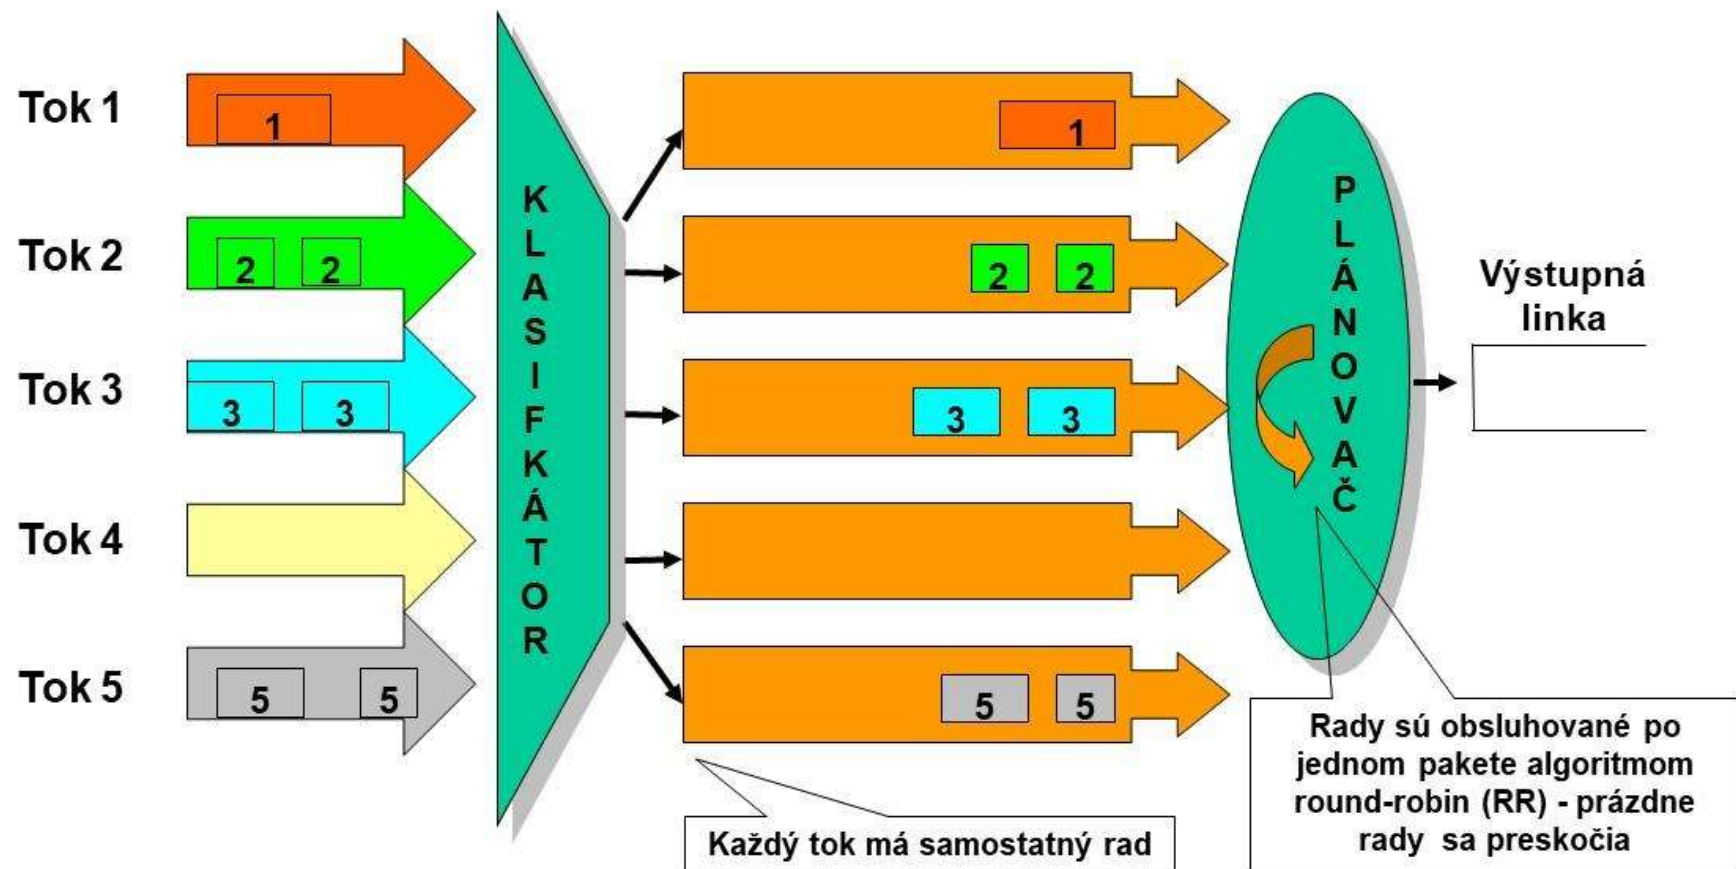 Tok 1
1
1
Tok 2
2 2
2 2
Tok 3
3 3
3 3
Tok 4
Tok 5
5 5
5 5
KLASIFKÁTOR
PLÁNOVAČ
Výstupná
linka
Každý tok má samostatný rad
Rady sú obsluhované po
jednom pakete algoritmom
round-robin (RR) - prázdne
rady sa preskočia